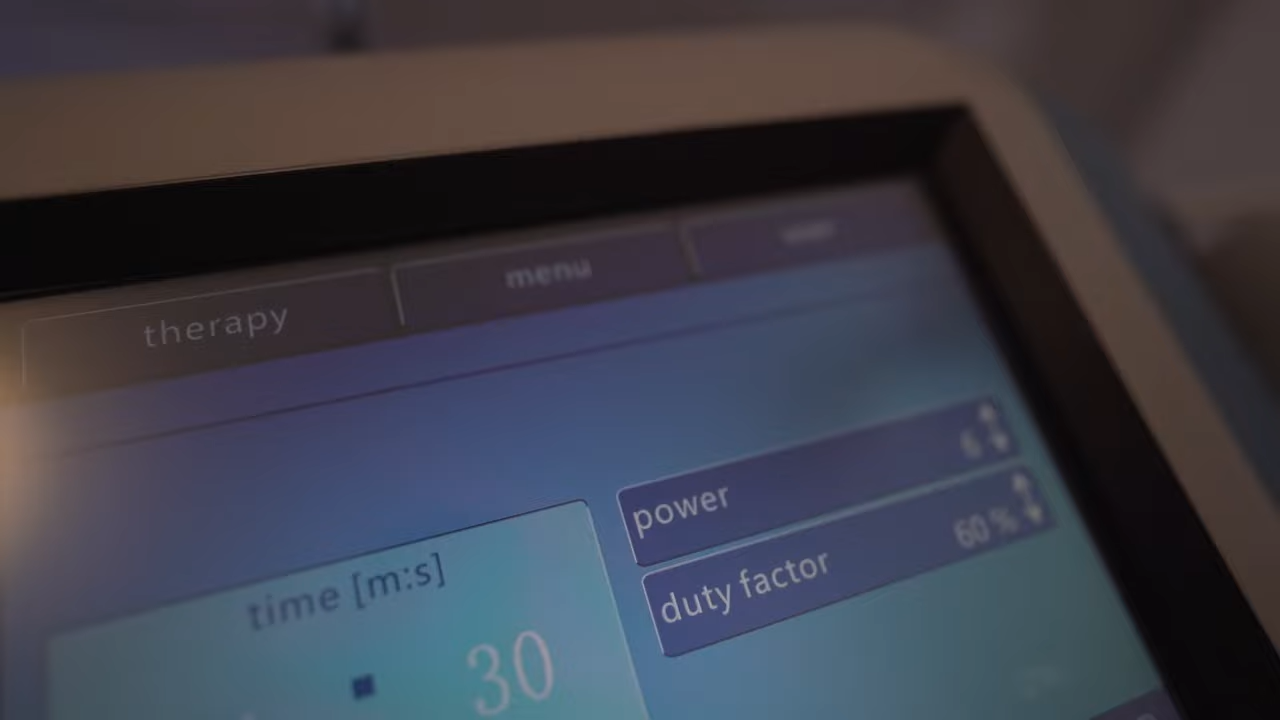 therapy
menu
power 6
duty factor 60 %
time [m:s]
30